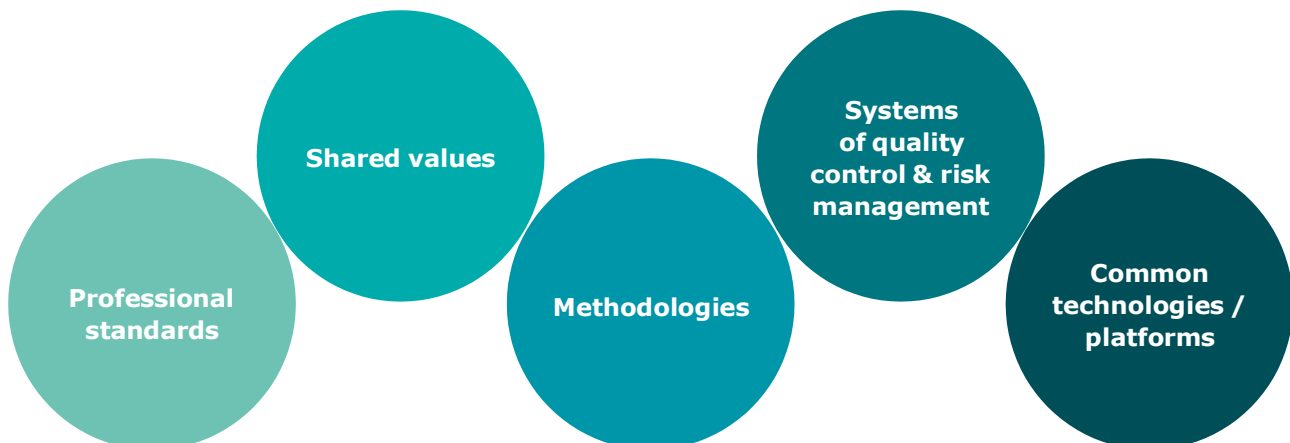 Professional
standards
Shared values
Methodologies
Systems
of quality
control & risk
management
Common
technologies /
platforms